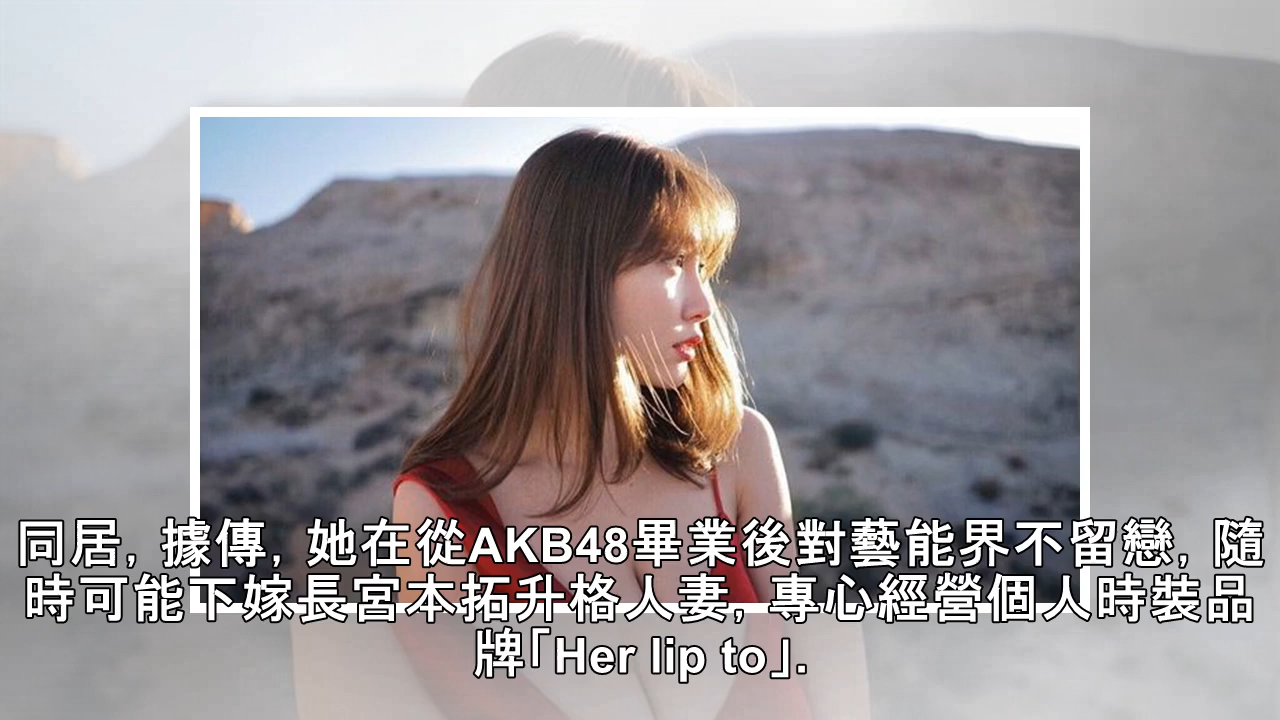 同居, 據傳, 她在從AKB48畢業後對藝能界不留戀, 隨
時可能下嫁長宮本拓升格人妻, 專心經營個人時裝品
牌「Her lip to」.